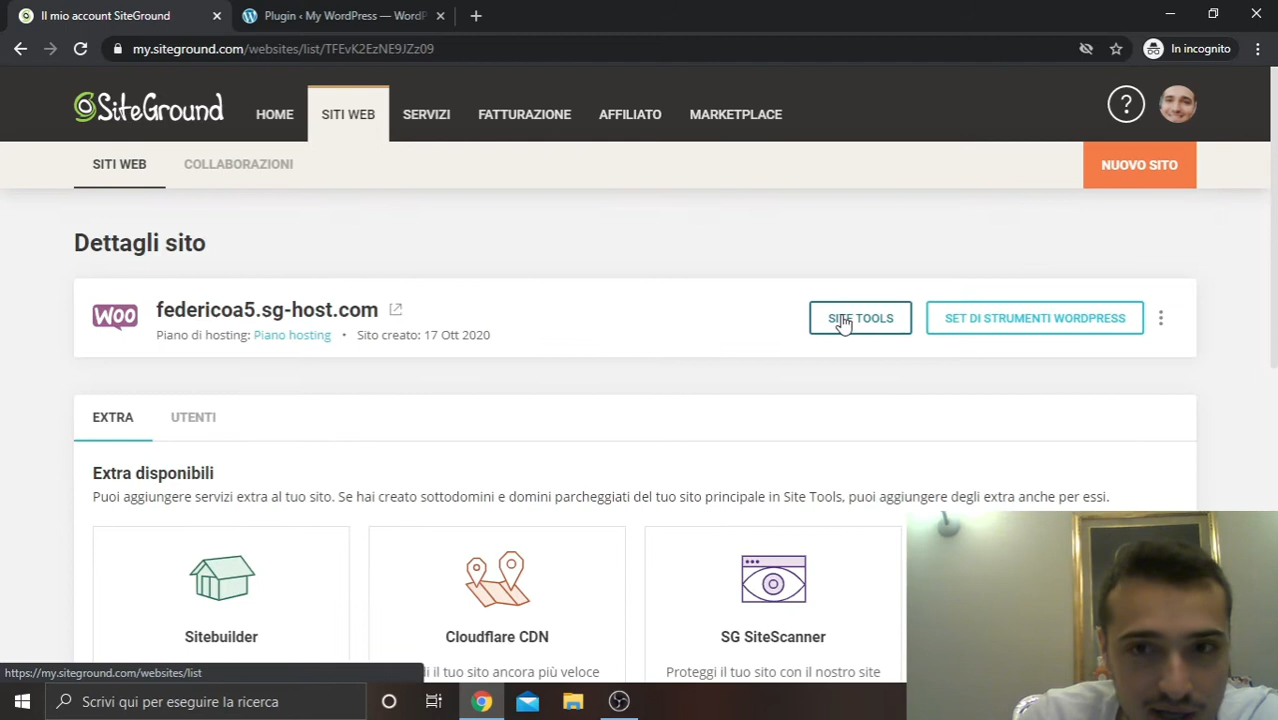 Il mio account SiteGround
Plugin ‹ My WordPress — WordP
my.siteground.com/websites/list/TFEvK2EzNE9JZz09
In incognito
SiteGround
HOME
SITI WEB
SERVIZI
FATTURAZIONE
AFFILIATO
MARKETPLACE
?
SITI WEB
COLLABORAZIONI
NUOVO SITO
Dettagli sito
WOO
federicoa5.sg-host.com
SITE TOOLS
SET DI STRUMENTI WORDPRESS
Piano di hosting: Piano hosting • Sito creato: 17 Ott 2020
EXTRA
UTENTI
Extra disponibili
Puoi aggiungere servizi extra al tuo sito. Se hai creato sottodomini e domini parcheggiati del tuo sito principale in Site Tools, puoi aggiungere degli extra anche per essi.
Sitebuilder
Cloudflare CDN
SG SiteScanner
di il tuo sito ancora più veloce
Proteggi il tuo sito con il nostro site
https://my.siteground.com/websites/list
Scrivi qui per eseguire la ricerca